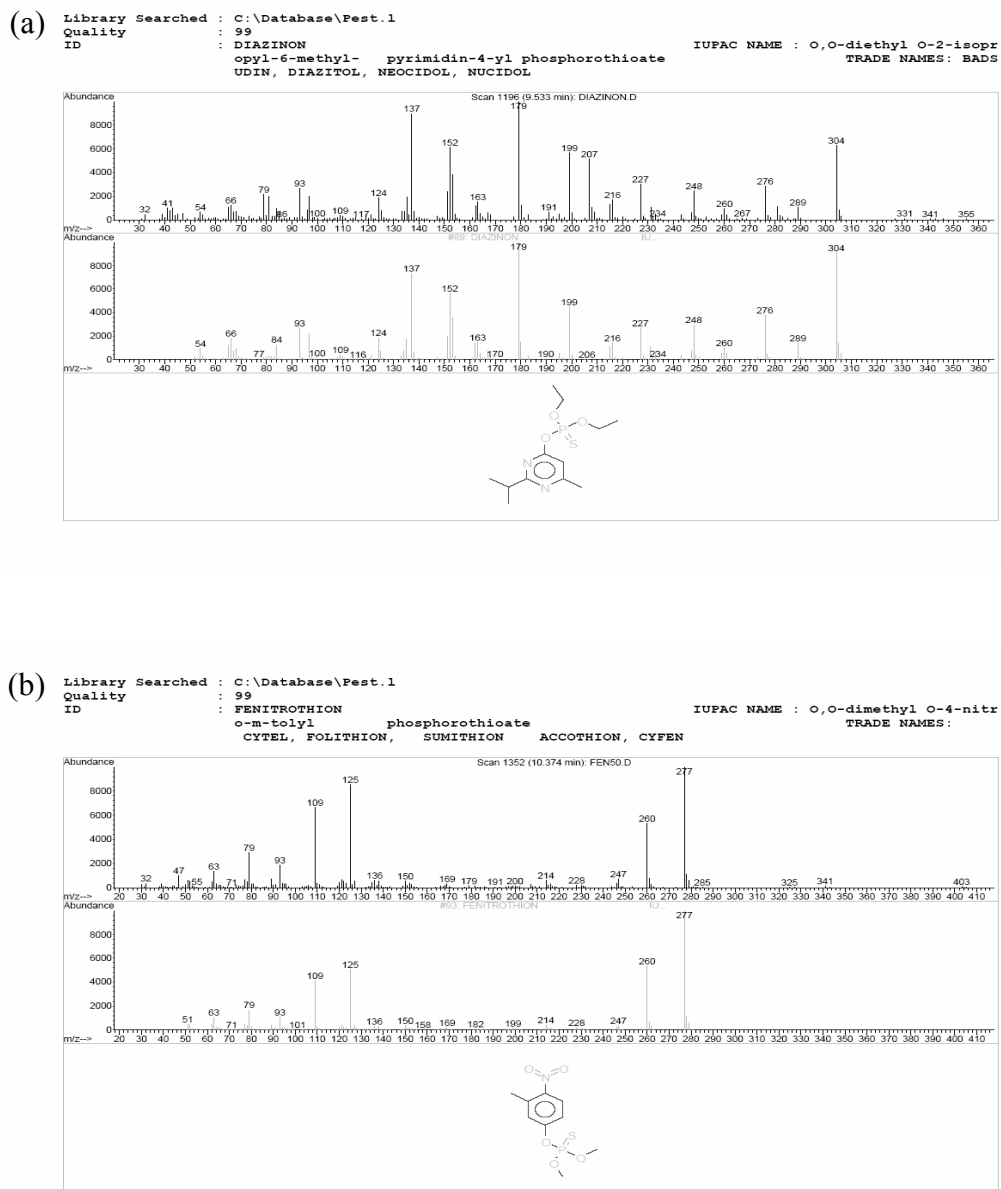 (a)
Library Searched : C:\Database\Pest.l
Quality : 99
ID : DIAZINON IUPAC NAME : O,O-diethyl O-2-isopr
opyl-6-methyl- pyrimidin-4-yl phosphorothioate TRADE NAMES: BADS
UDIN, DIAZITOL, NEOCIDOL, NUCIDOL
Abundance
Scan 1196 (9.533 min): DIAZINON.D
8000
6000
4000
2000
0
32 41 54 66 79 86 93 100 109 117 124 137 152 163 179 191 199 207 216 227 234 248 260 267 276 289 304 331 341 355
m/z--> 30 40 50 60 70 80 90 100 110 120 130 140 150 160 170 180 190 200 210 220 230 240 250 260 270 280 290 300 310 320 330 340 350 360
Abundance
#89: DIAZINON IU...
8000
6000
4000
2000
0
54 66 77 84 93 100 109 116 124 137 152 163 170 179 190 199 206 216 227 234 248 260 276 289 304
m/z--> 30 40 50 60 70 80 90 100 110 120 130 140 150 160 170 180 190 200 210 220 230 240 250 260 270 280 290 300 310 320 330 340 350 360
O
O P O
S
N
N
(b)
Library Searched : C:\Database\Pest.l
Quality : 99
ID : FENITROTHION IUPAC NAME : O,O-dimethyl O-4-nitr
o-m-tolyl phosphorothioate TRADE NAMES:
CYTEL, FOLITHION, SUMITHION ACCOTHION, CYFEN
Abundance
Scan 1352 (10.374 min): FEN50.D
8000
6000
4000
2000
0
32 47 55 63 71 79 93 109 125 136 150 169 179 191 200 214 228 247 260 277 285 325 341 403
m/z--> 20 30 40 50 60 70 80 90 100 110 120 130 140 150 160 170 180 190 200 210 220 230 240 250 260 270 280 290 300 310 320 330 340 350 360 370 380 390 400 410
Abundance
#93: FENITROTHION IU...
8000
6000
4000
2000
0
51 63 71 79 93 101 109 125 136 150 158 169 182 199 214 228 247 260 277
m/z--> 20 30 40 50 60 70 80 90 100 110 120 130 140 150 160 170 180 190 200 210 220 230 240 250 260 270 280 290 300 310 320 330 340 350 360 370 380 390 400 410
O N O
S
O P O
O